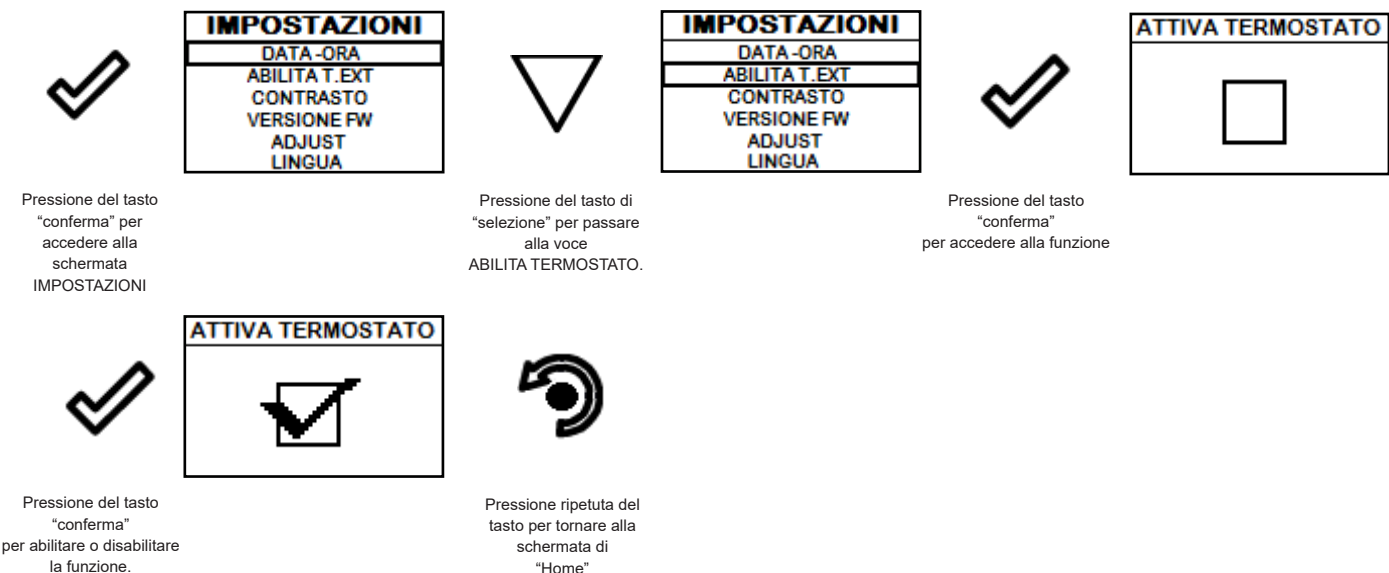 IMPOSTAZIONI
DATA-ORA
ABILITA T.EXT
CONTRASTO
VERSIONE FW
ADJUST
LINGUA
IMPOSTAZIONI
DATA-ORA
ABILITA T.EXT
CONTRASTO
VERSIONE FW
ADJUST
LINGUA
ATTIVA TERMOSTATO
Pressione del tasto
“conferma” per
accedere alla
schermata
IMPOSTAZIONI
Pressione del tasto di
“selezione” per passare
alla voce
ABILITA TERMOSTATO.
Pressione del tasto
“conferma”
per accedere alla funzione
ATTIVA TERMOSTATO
Pressione del tasto
“conferma”
per abilitare o disabilitare
la funzione.
Pressione ripetuta del
tasto per tornare alla
schermata di
“Home”